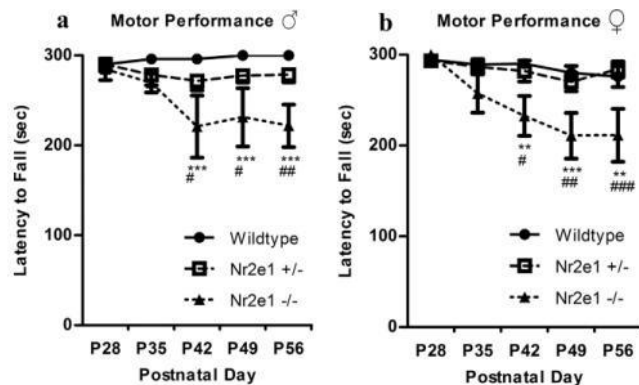 a Motor Performance ♂
Latency to Fall (sec)
300
200
300
0
***
#
***
#
***
##
Wildtype
Nr2e1 +/-
Nr2e1 -/-
P28 P35 P42 P49 P56
Postnatal Day
b Motor Performance ♀
Latency to Fall (sec)
300
200
300
0
**
#
***
##
**
###
Wildtype
Nr2e1 +/-
Nr2e1 -/-
P28 P35 P42 P49 P56
Postnatal Day